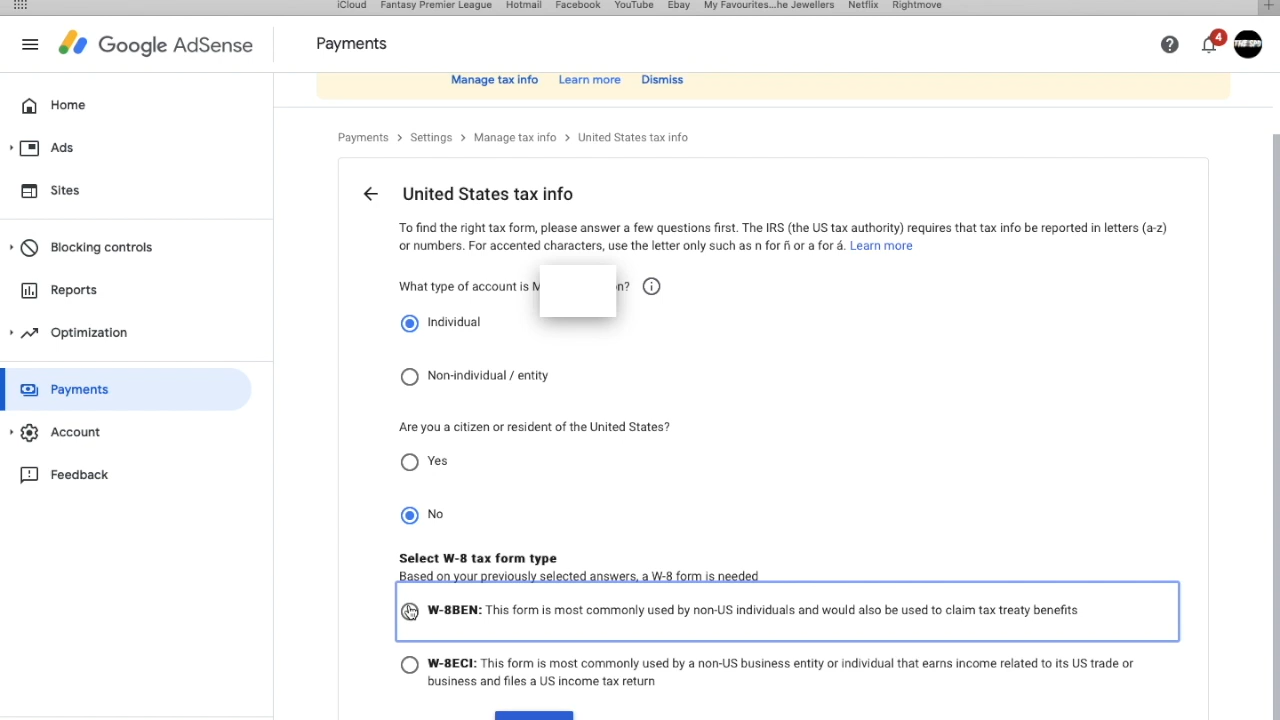 iCloud Fantasy Premier League Hotmail Facebook YouTube Ebay My Favourites...he Jewellers Netflix Rightmove
Google AdSense
Payments
4
THE SPO
Manage tax info Learn more Dismiss
Home
Ads
Sites
Blocking controls
Reports
Optimization
Payments
Account
Feedback
Payments > Settings > Manage tax info > United States tax info
United States tax info
To find the right tax form, please answer a few questions first. The IRS (the US tax authority) requires that tax info be reported in letters (a-z)
or numbers. For accented characters, use the letter only such as n for ñ or a for á. Learn more
What type of account is M n?
Individual
Non-individual / entity
Are you a citizen or resident of the United States?
Yes
No
Select W-8 tax form type
Based on your previously selected answers, a W-8 form is needed
W-8BEN: This form is most commonly used by non-US individuals and would also be used to claim tax treaty benefits
W-8ECI: This form is most commonly used by a non-US business entity or individual that earns income related to its US trade or
business and files a US income tax return